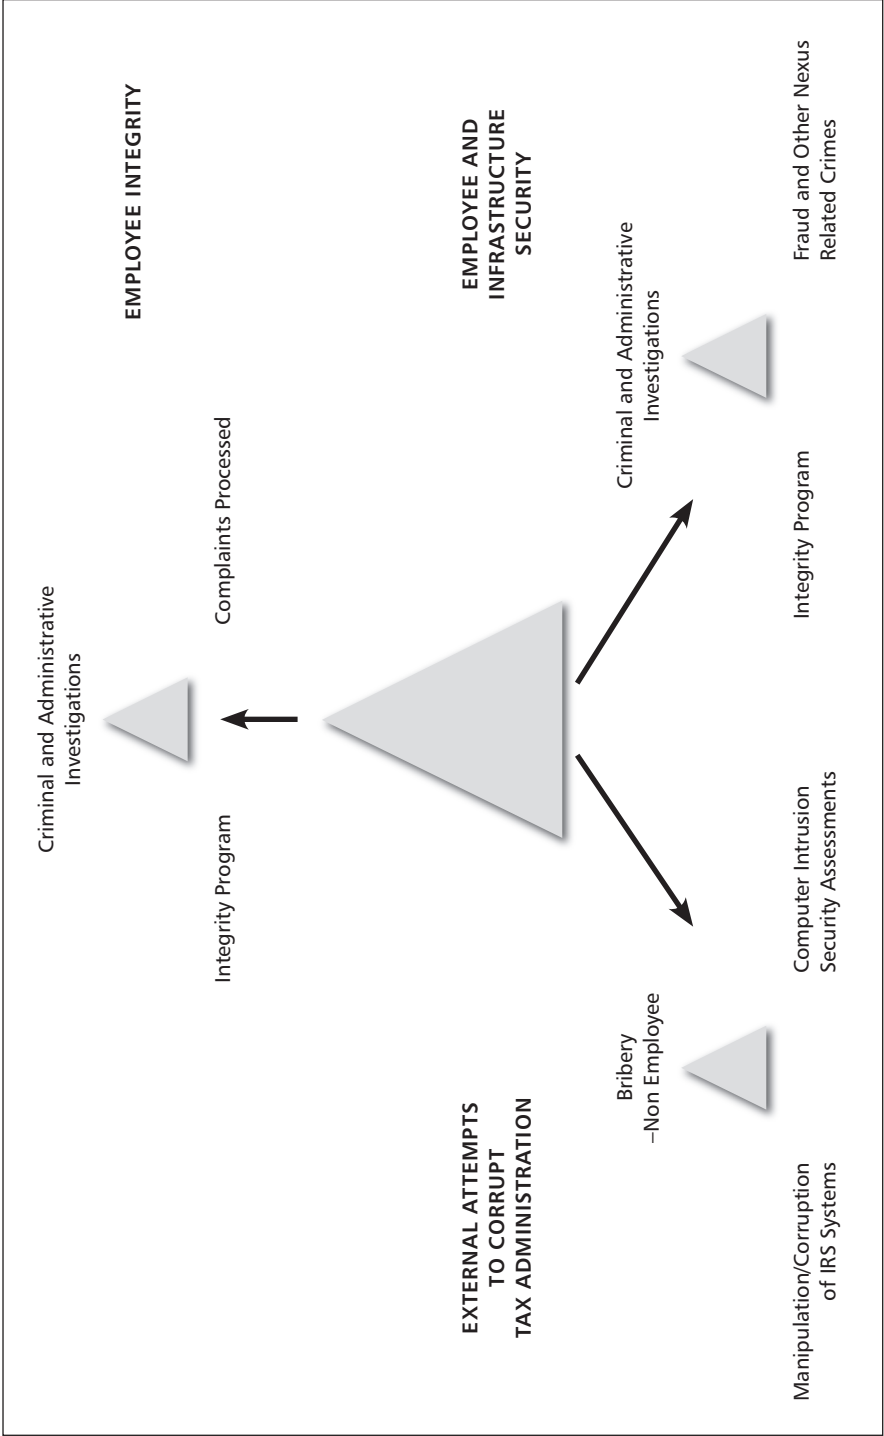 Criminal and Administrative
Investigations
EMPLOYEE INTEGRITY
Integrity Program
Complaints Processed
EXTERNAL ATTEMPTS
TO CORRUPT
TAX ADMINISTRATION
EMPLOYEE AND
INFRASTRUCTURE
SECURITY
Bribery
–Non Employee
Criminal and Administrative
Investigations
Manipulation/Corruption
of IRS Systems
Computer Intrusion
Security Assessments
Integrity Program
Fraud and Other Nexus
Related Crimes